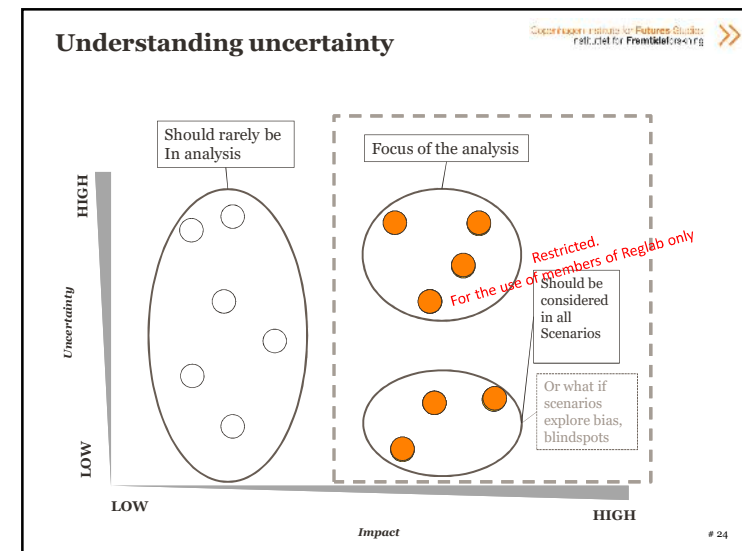 Understanding uncertainty
Copenhagen Institute for Futures Studies
Instituttet for Fremtidsforskning
Should rarely be
In analysis
Focus of the analysis
HIGH
Restricted.
For the use of members of Reglab only
Should be
considered
in all
Scenarios
Uncertainty
Or what if
scenarios
explore bias,
blindspots
LOW
LOW
HIGH
Impact
# 24